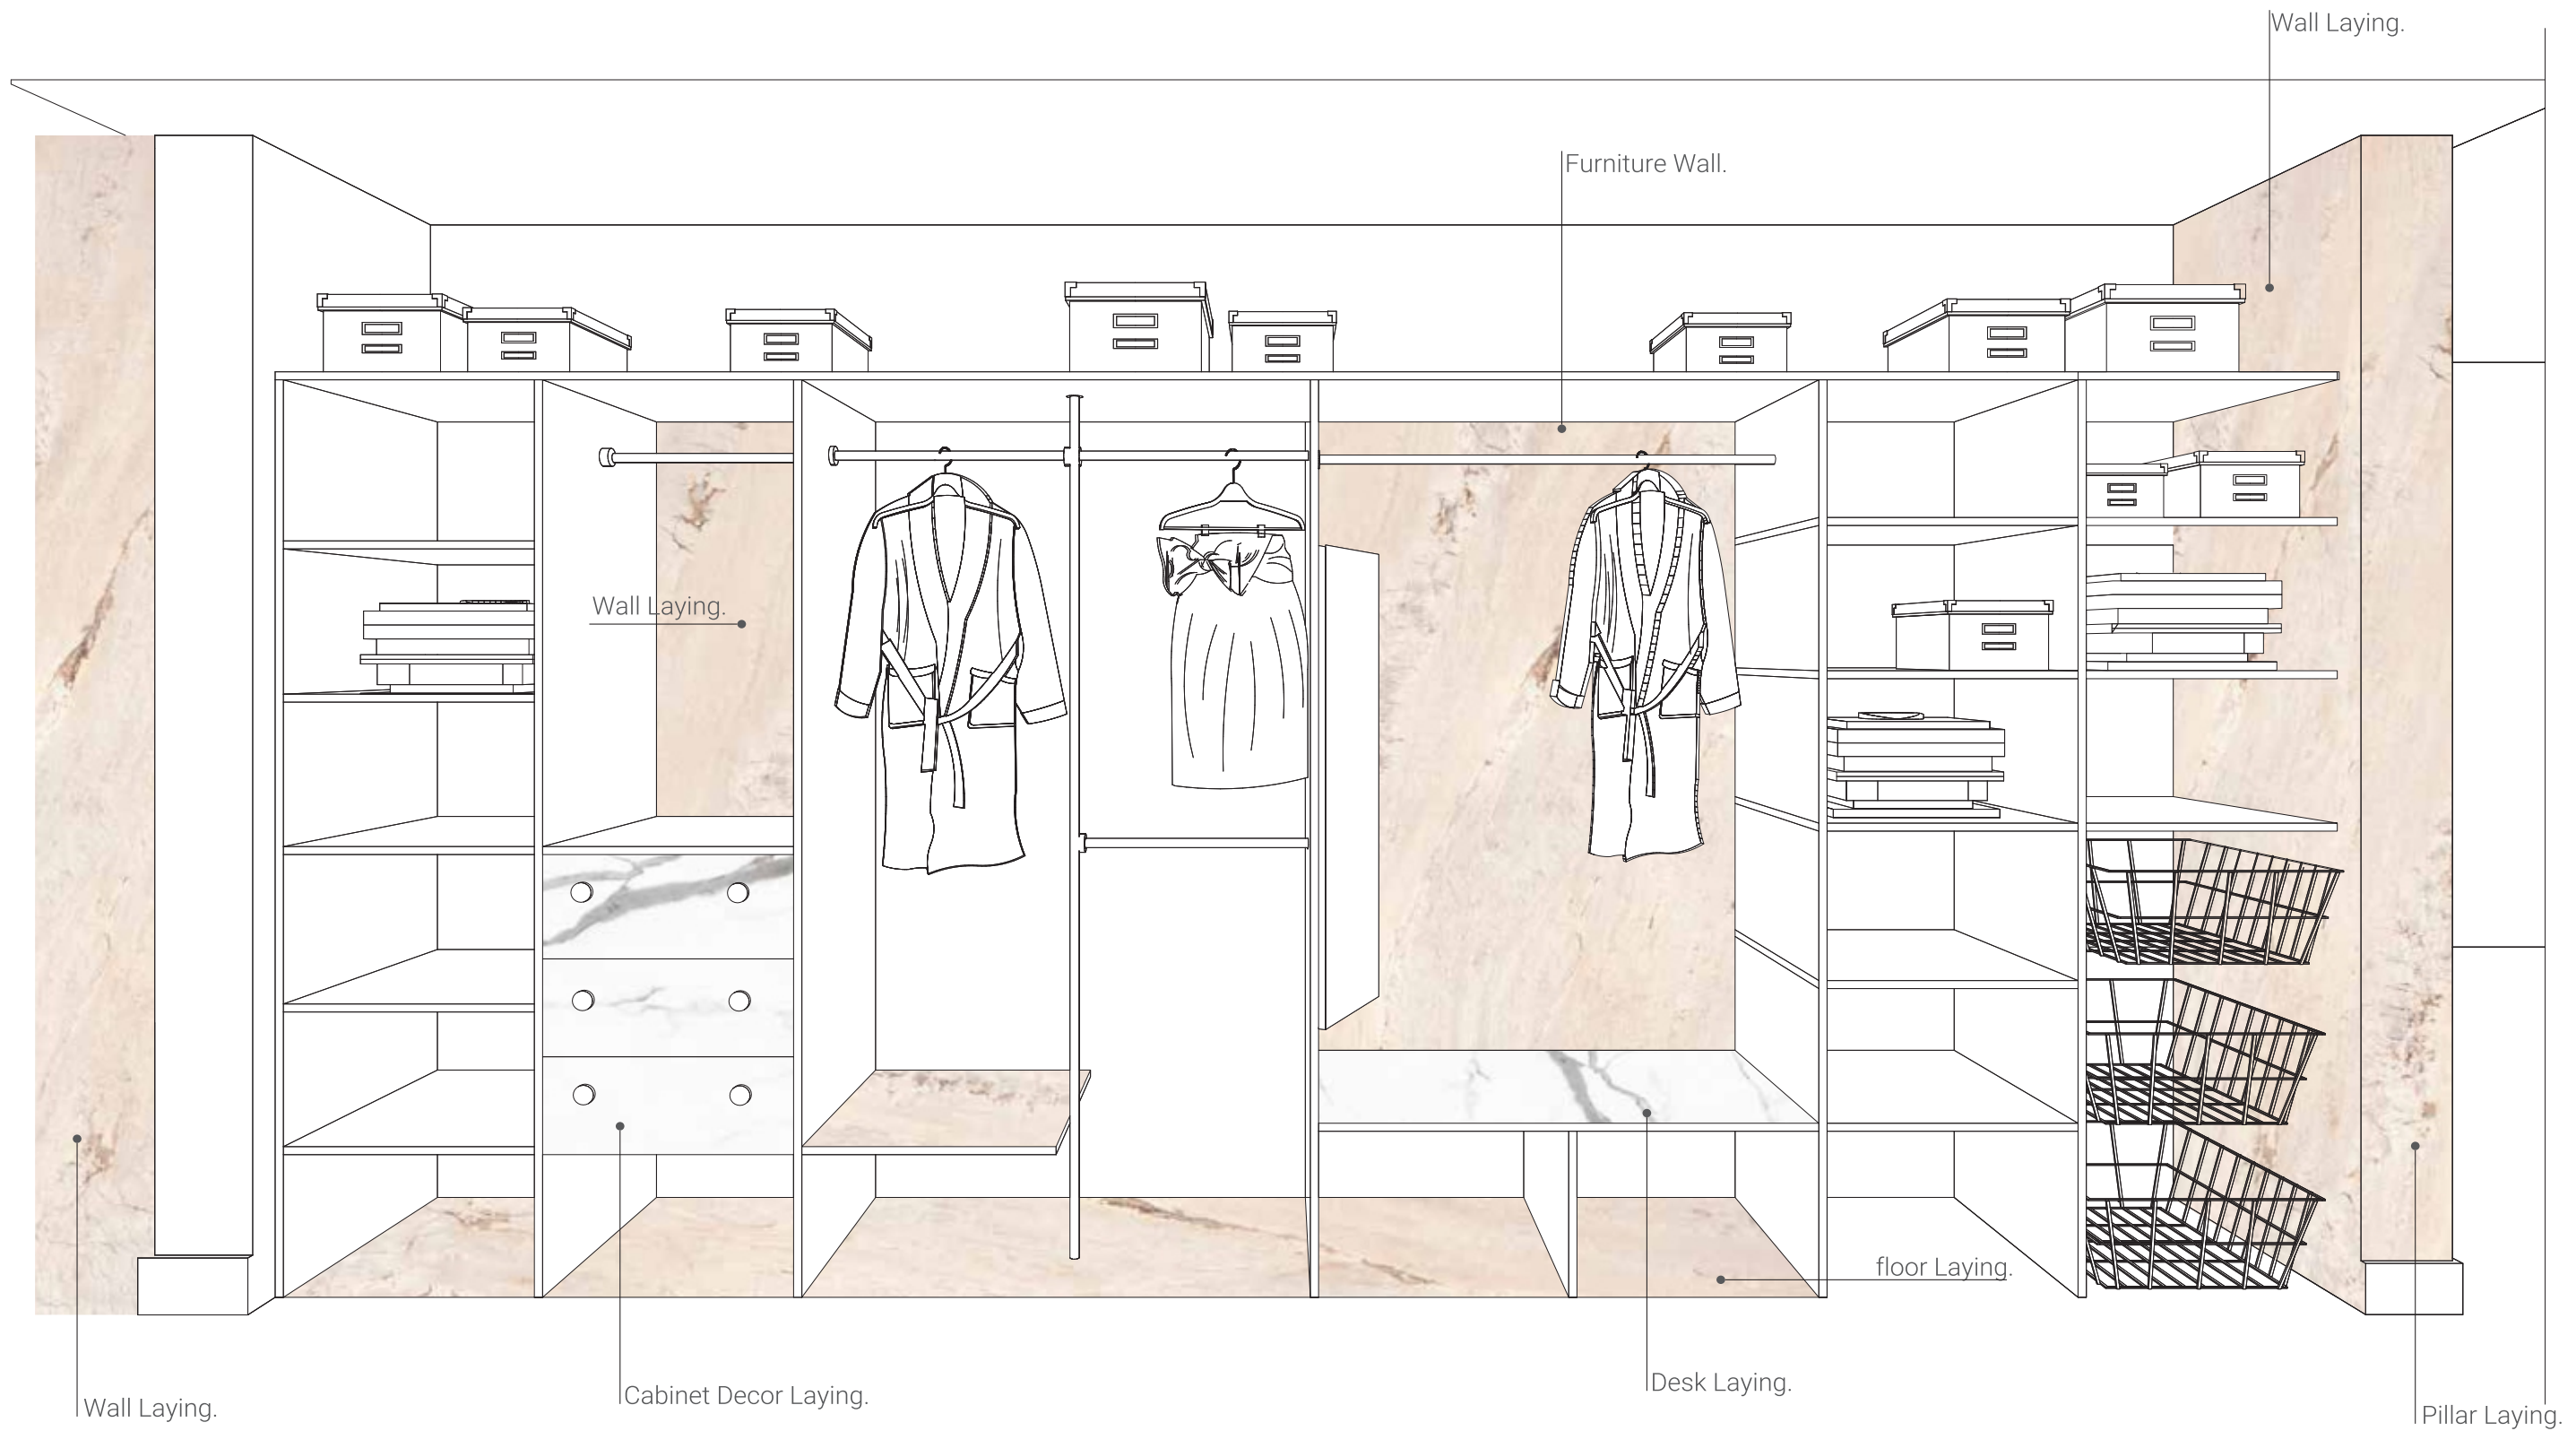 Wall Laying.
Furniture Wall.
Wall Laying.
floor Laying.
Desk Laying.
Cabinet Decor Laying.
Wall Laying.
Pillar Laying.